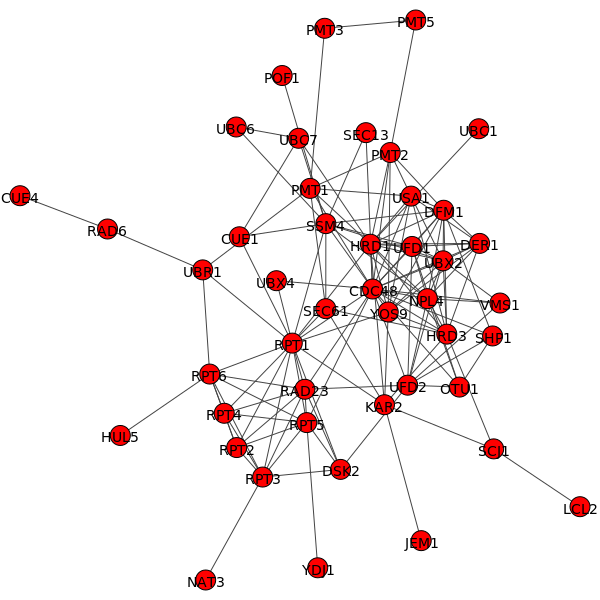 PMT5
PMT3
POF1
UBC6
UBC7
SEC13
UBC1
PMT2
PMT1
CUE4
USA1
DFM1
RAD6
SSM4
CUE1
HRD1
UFD1
DER1
UBX2
UBR1
UBX4
CDC48
NPL4
VMS1
SEC61
YOS9
HRD3
SHP1
RPT1
RPT6
RAD23
UFD2
OTU1
RPT4
KAR2
RPT5
HUL5
RPT2
SCJ1
DSK2
RPT3
LCL2
JEM1
YDJ1
NAT3